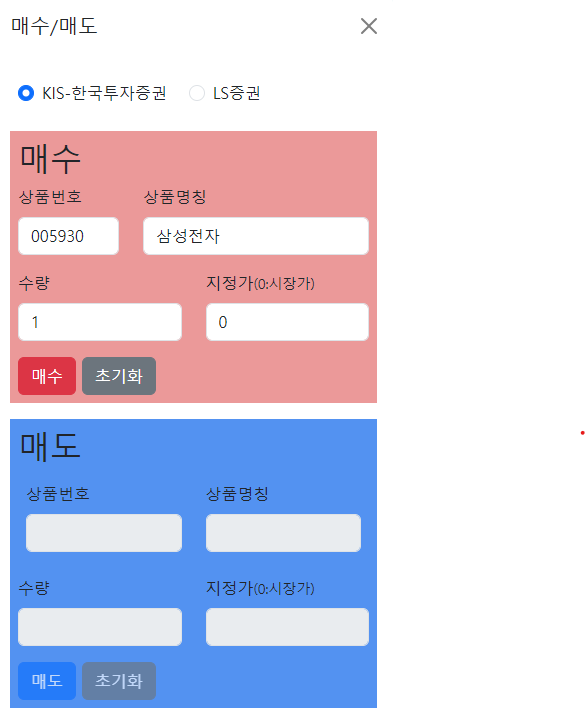 매수/매도
KIS-한국투자증권 LS증권
매수
상품번호 상품명칭
005930 삼성전자
수량 지정가(0:시장가)
1 0
매수 초기화
매도
상품번호 상품명칭
수량 지정가(0:시장가)
매도 초기화